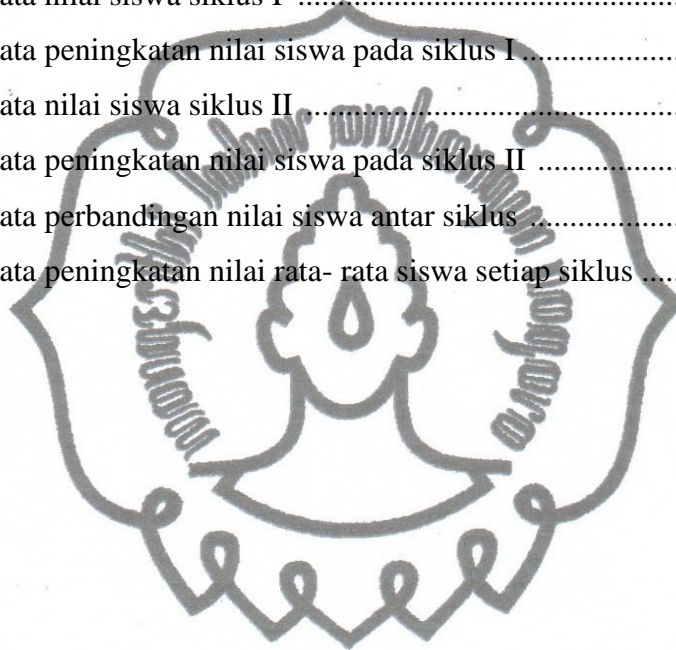 ata nilai siswa siklus I ........................................
ata peningkatan nilai siswa pada siklus I ....................
ata nilai siswa siklus II ................................................
ata peningkatan nilai siswa pada siklus II ..................
ata perbandingan nilai siswa antar siklus ...................
ata peningkatan nilai rata- rata siswa setiap siklus .....